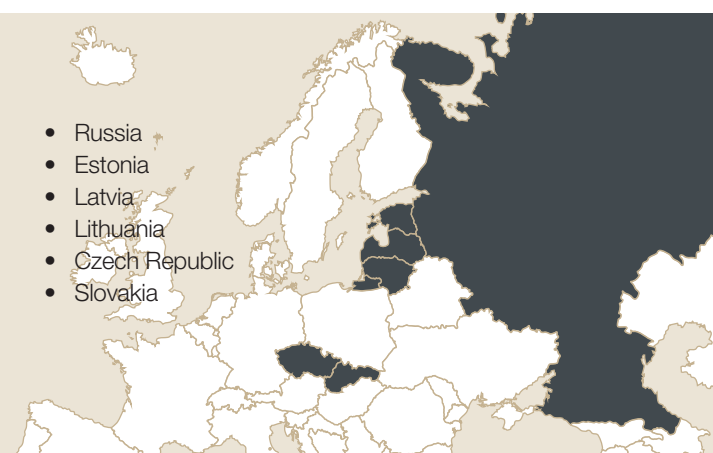 • Russia
• Estonia
• Latvia
• Lithuania
• Czech Republic
• Slovakia